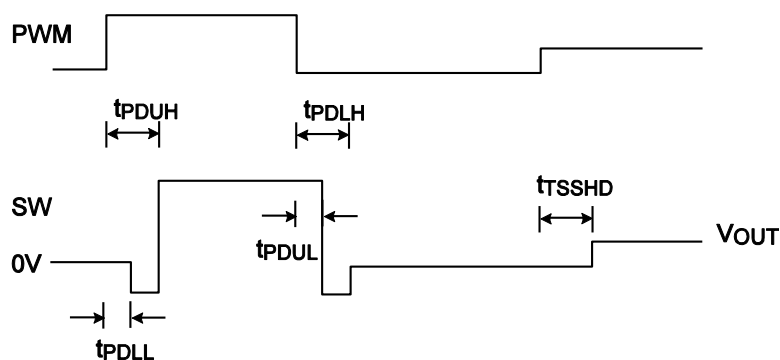 PWM
tPDUH
tPDLH
tTSSHD
SW
tPDUL
VOUT
0V
tPDLL